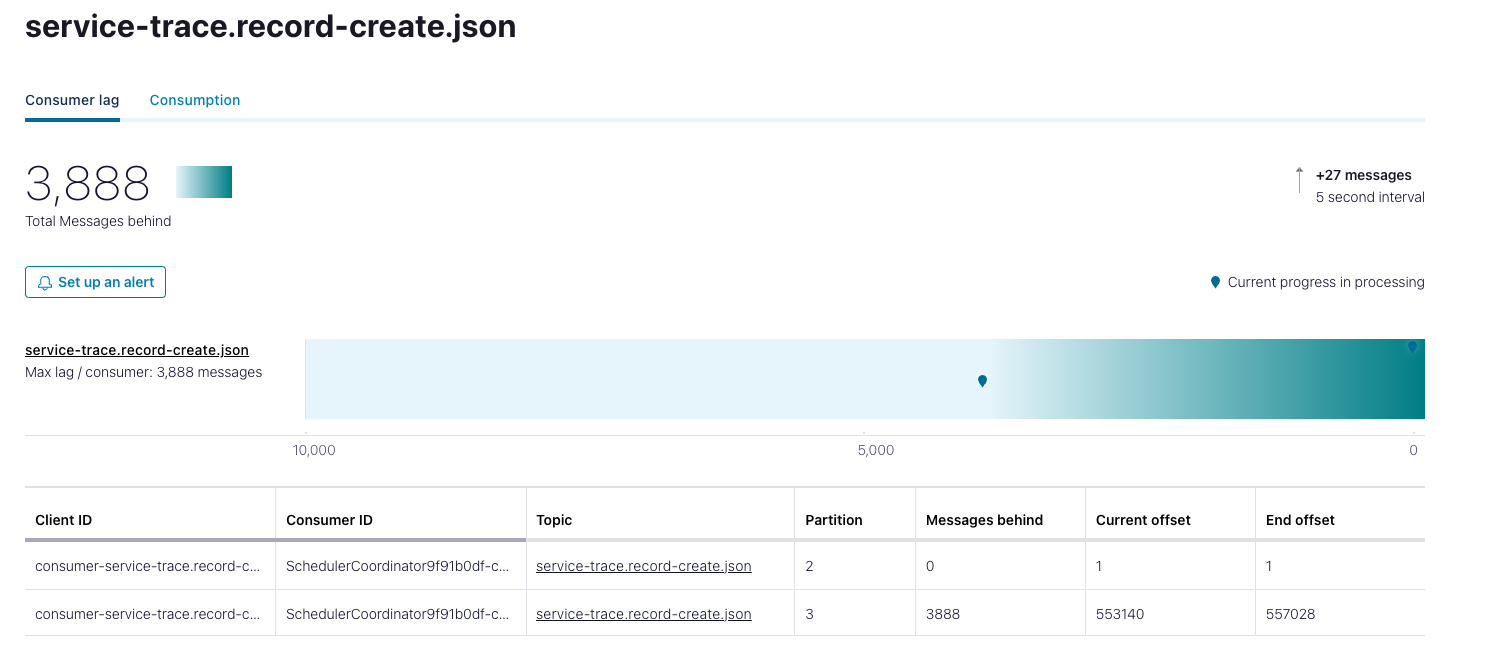 service-trace.record-create.json
Consumer lag Consumption
3,888
Total Messages behind
+27 messages
5 second interval
Set up an alert
Current progress in processing
service-trace.record-create.json
Max lag / consumer: 3,888 messages
10,000 5,000 0
Client ID Consumer ID Topic Partition Messages behind Current offset End offset
consumer-service-trace.record-c... SchedulerCoordinator9f91b0df-c... service-trace.record-create.json 2 0 1 1
consumer-service-trace.record-c... SchedulerCoordinator9f91b0df-c... service-trace.record-create.json 3 3888 553140 557028